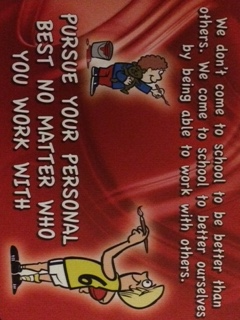 We don't come to school to be better than
others. We come to school to better ourselves
by being able to work with others.
PURSUE YOUR PERSONAL
BEST NO MATTER WHO
YOU WORK WITH
6